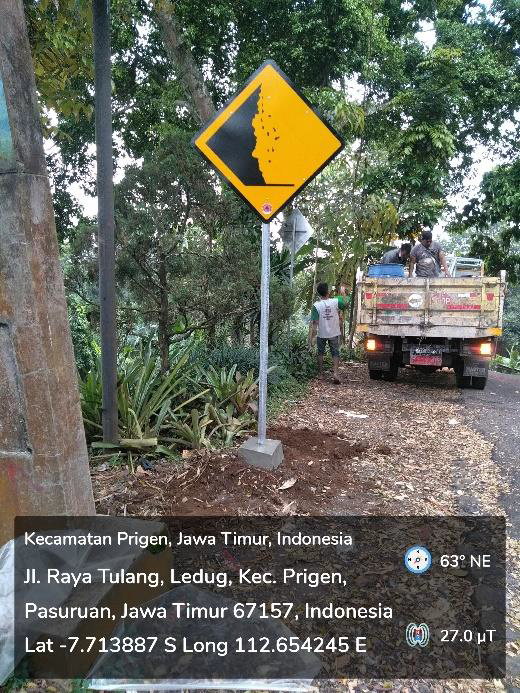 Kecamatan Prigen, Jawa Timur, Indonesia
Jl. Raya Tulang, Ledug, Kec. Prigen,
Pasuruan, Jawa Timur 67157, Indonesia
Lat -7.713887 S Long 112.654245 E
63° NE
27.0 µT